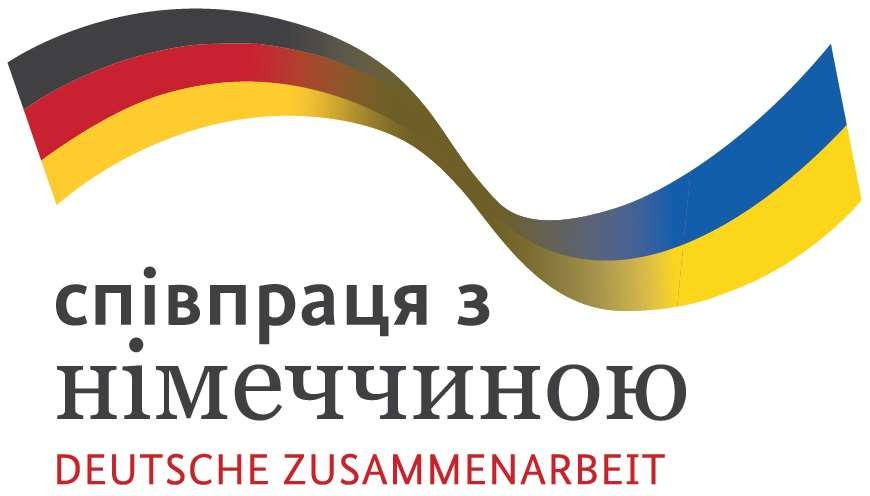 співпраця з
німеччиною
DEUTSCHE ZUSAMMENARBEIT